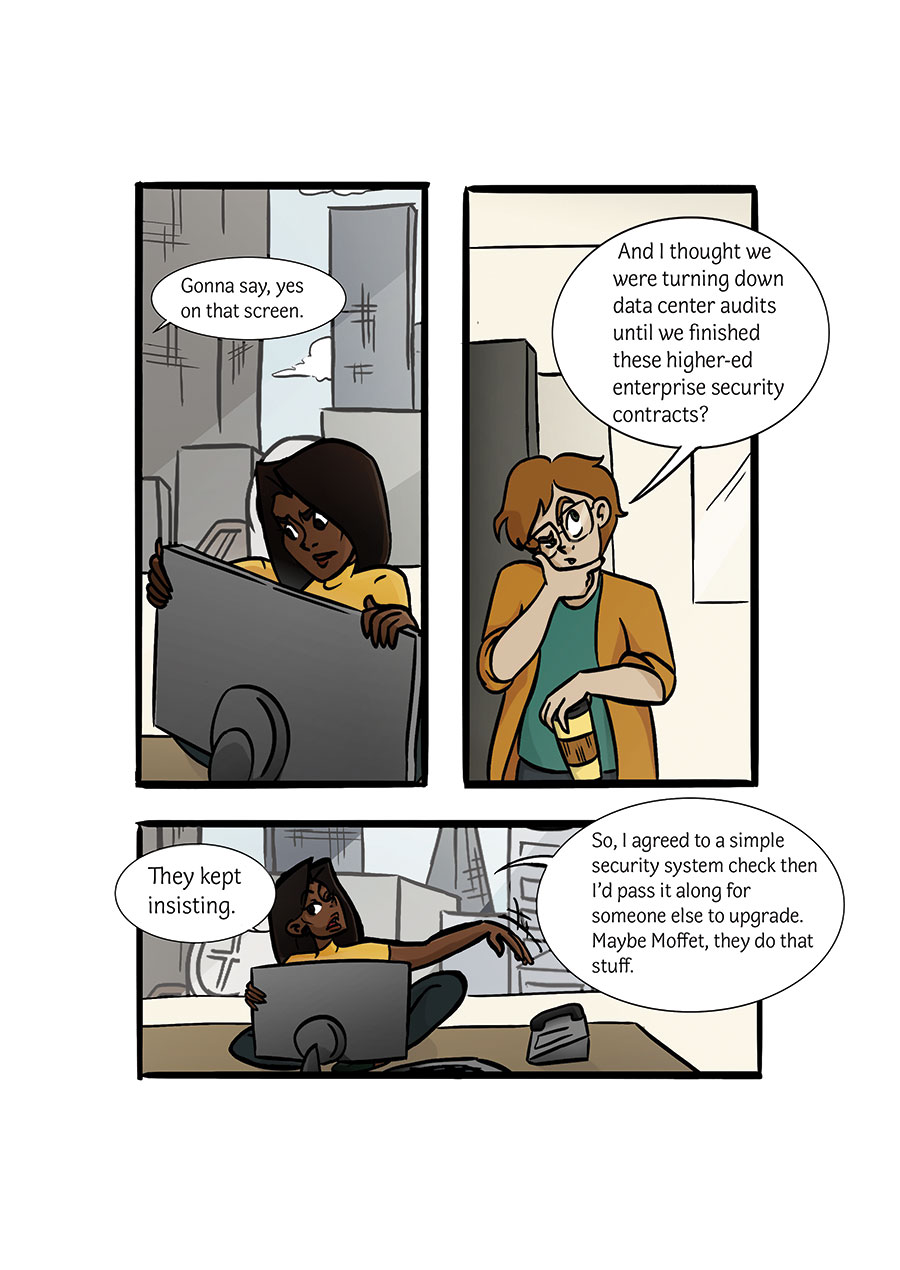 Gonna say, yes
on that screen.
And I thought we
were turning down
data center audits
until we finished
these higher-ed
enterprise security
contracts?
They kept
insisting.
So, I agreed to a simple
security system check then
I’d pass it along for
someone else to upgrade.
Maybe Moffet, they do that
stuff.